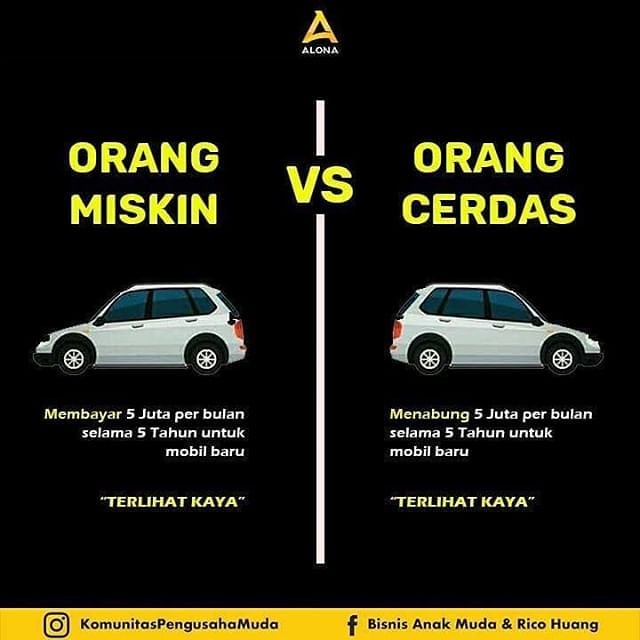 ALONA
ORANG
MISKIN
VS
ORANG
CERDAS
Membayar 5 Juta per bulan
selama 5 Tahun untuk
mobil baru
“TERLIHAT KAYA”
Menabung 5 Juta per bulan
selama 5 Tahun untuk
mobil baru
“TERLIHAT KAYA”
KomunitasPengusahaMuda
Bisnis Anak Muda & Rico Huang